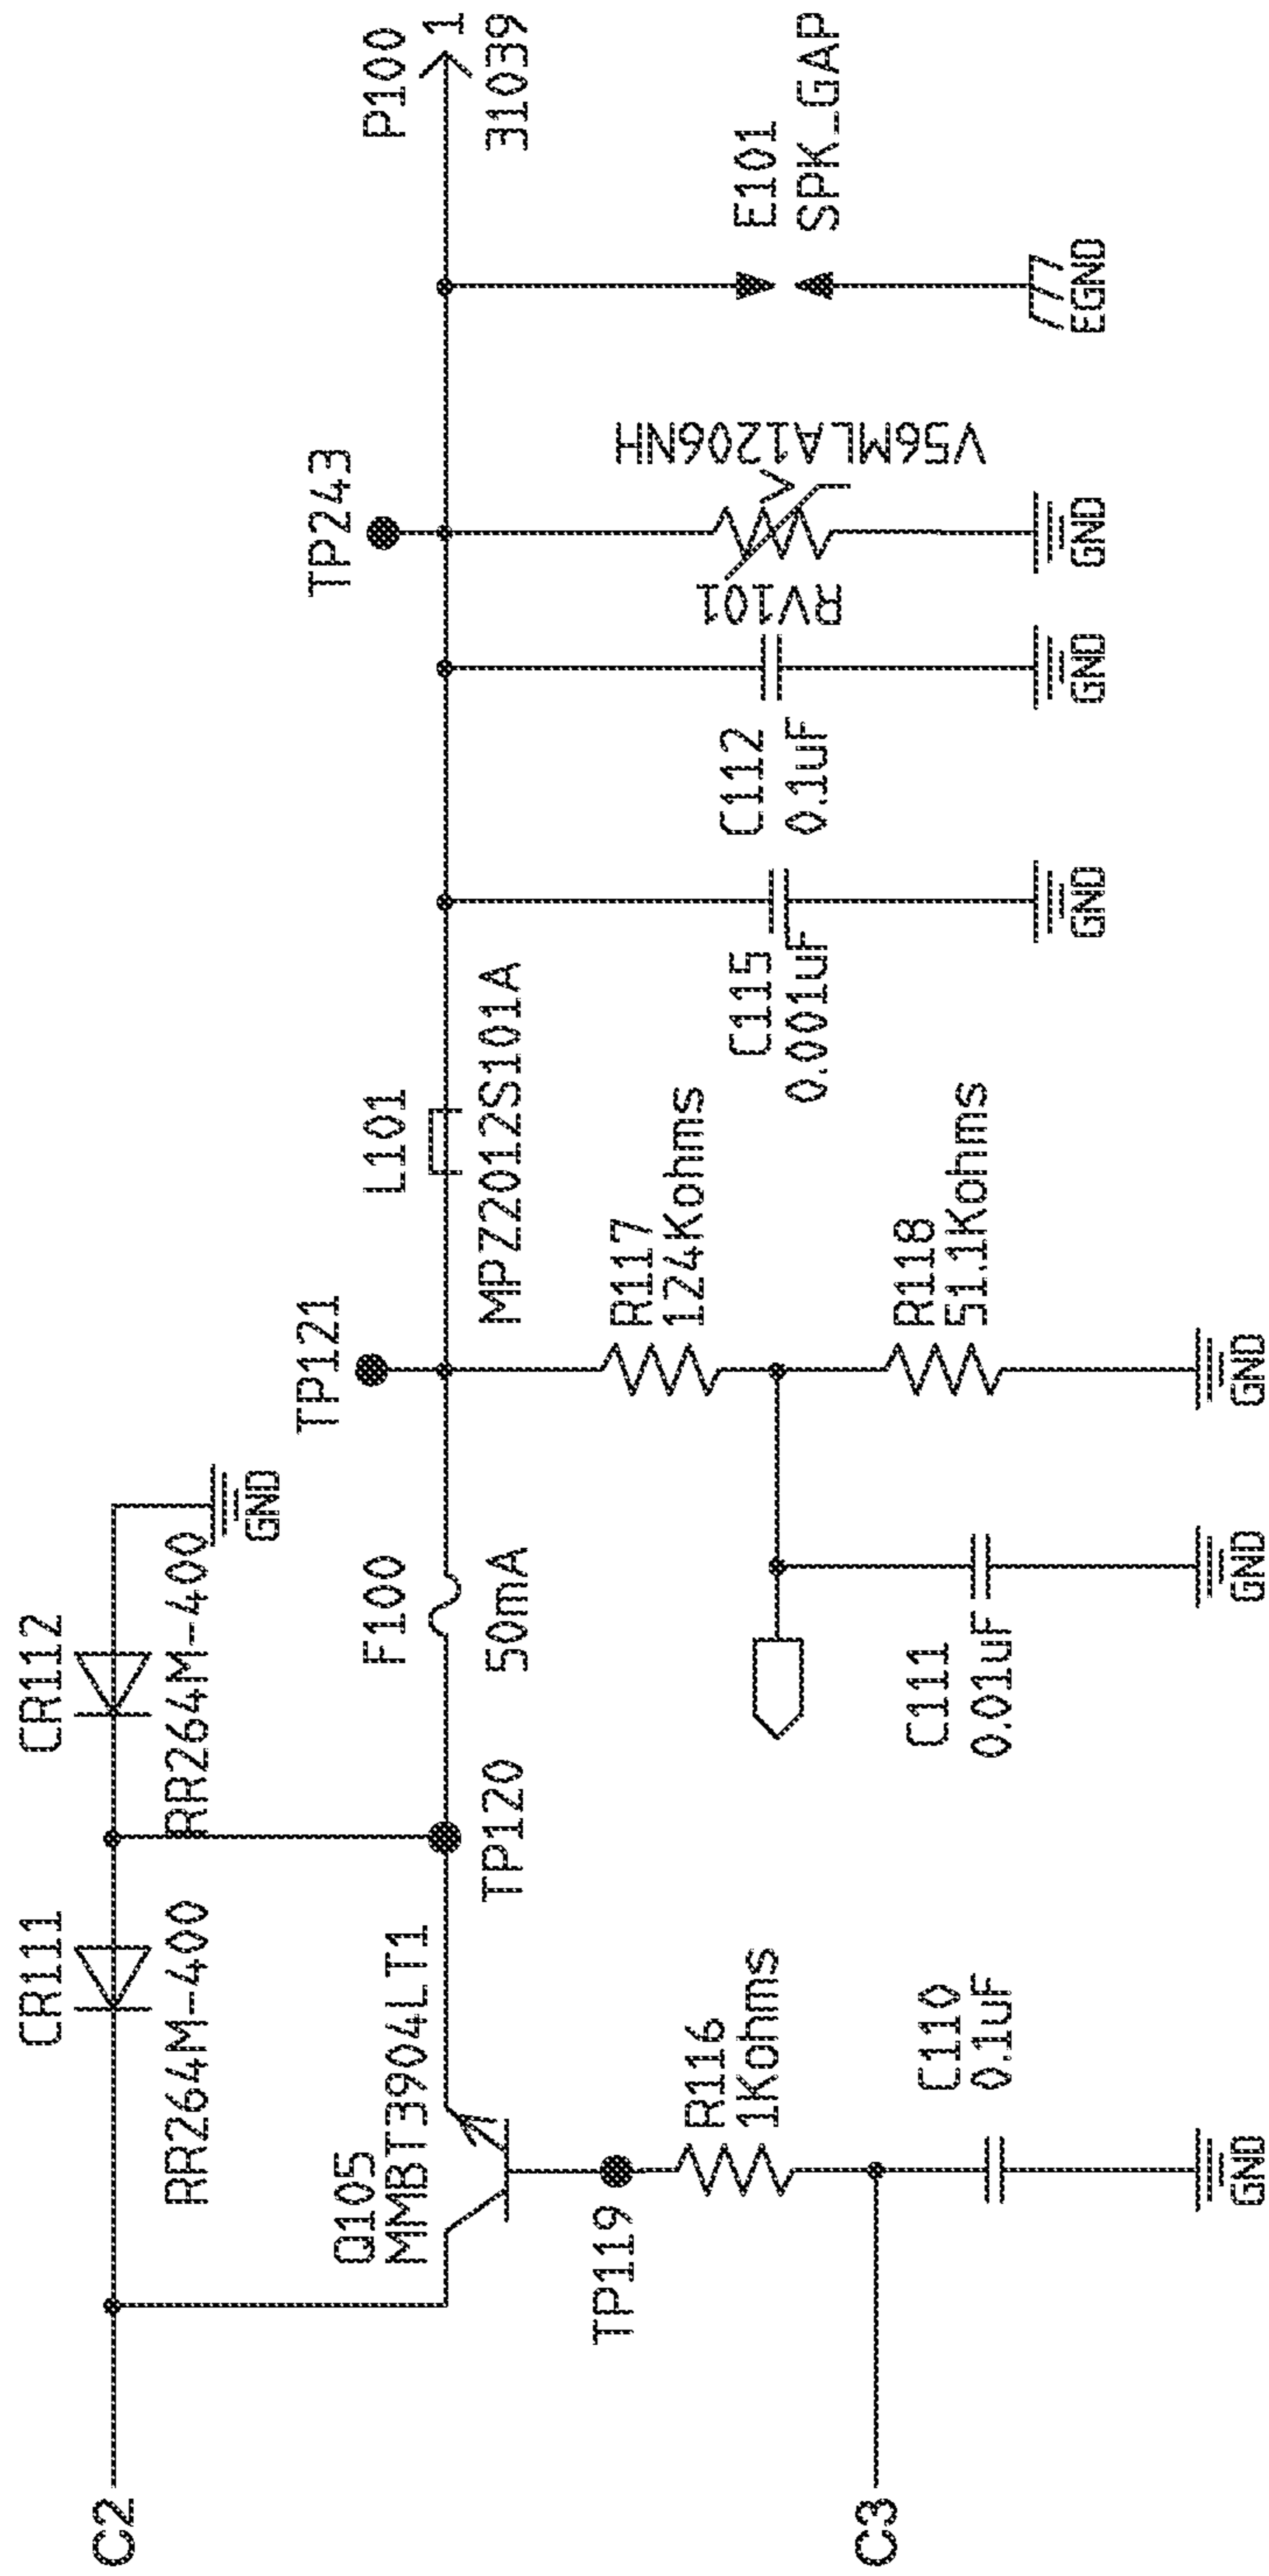 C2
CR111
RR264M-400
CR112
RR264M-400
GND
Q105
MMBT3904LT1
TP120
F100
50mA
TP121
L101
MPZ2012S101A
TP243
P100
1
31039
TP119
R116
1Kohms
C3
C110
0.1uF
GND
C111
0.01uF
GND
R117
124Kohms
R118
51.1Kohms
GND
C115
0.001uF
GND
C112
0.1uF
GND
RV101
V56MLA1206NH
GND
E101
SPK_GAP
EGND